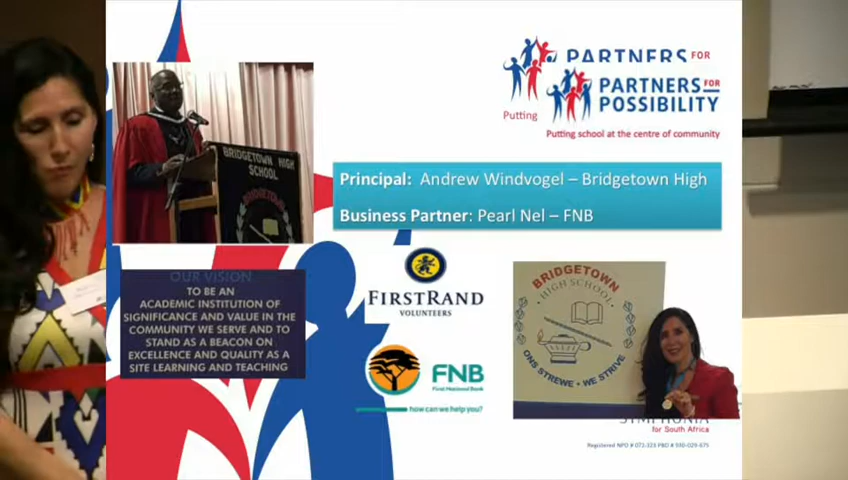 PARTNERS FOR
PARTNERS FOR
POSSIBILITY
Putting
Putting school at the centre of community
BRIDGETOWN HIGH
SCHOOL
BRIDGETOWN
Principal: Andrew Windvogel – Bridgetown High
Business Partner: Pearl Nel – FNB
OUR VISION
TO BE AN
ACADEMIC INSTITUTION OF
SIGNIFICANCE AND VALUE IN THE
COMMUNITY WE SERVE AND TO
STAND AS A BEACON ON
EXCELLENCE AND QUALITY AS A
SITE LEARNING AND TEACHING
FIRSTRAND
VOLUNTEERS
FNB
First National Bank
how can we help you?
BRIDGETOWN
HIGH SCHOOL
ONS STREWE - WE STRIVE
SYMPHONIA
for South Africa